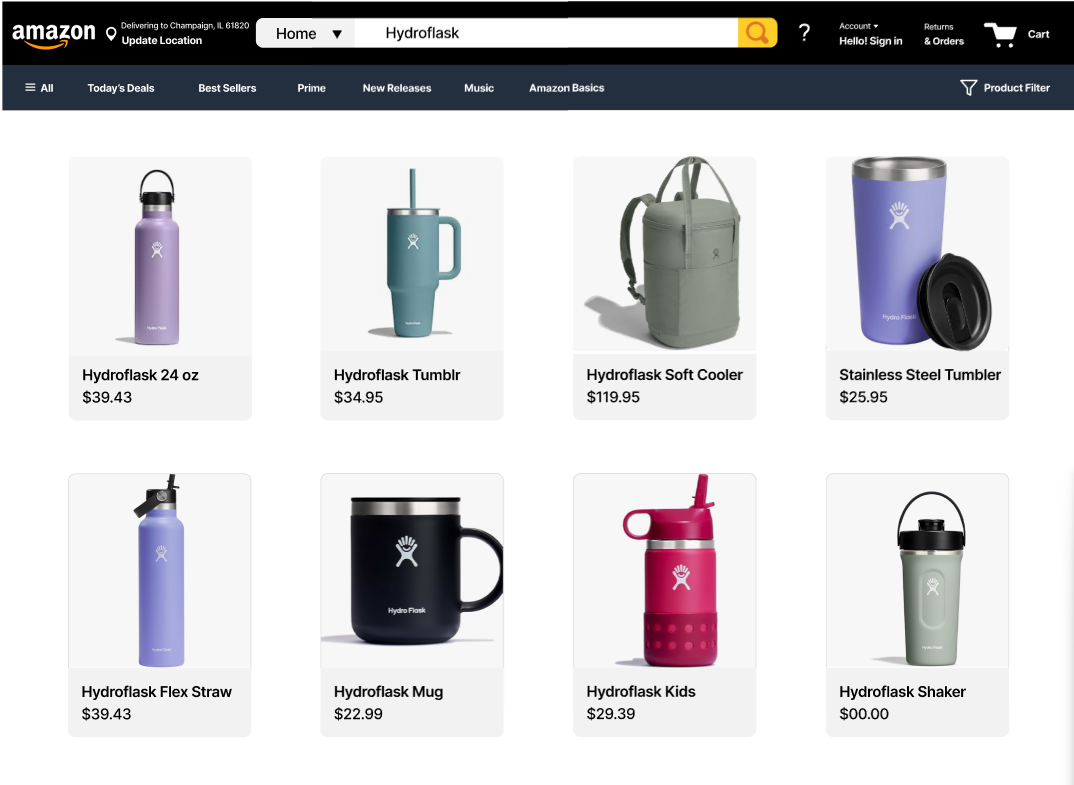 amazon
Delivering to Champaign, IL 61820
Update Location
Home ▼
Hydroflask
?
Account ▾
Hello! Sign in
Returns
& Orders
Cart
≡ All
Today's Deals
Best Sellers
Prime
New Releases
Music
Amazon Basics
Product Filter
Hydro Flask
Hydroflask 24 oz
$39.43
Hydro Flask
Hydroflask Tumblr
$34.95
Hydroflask Soft Cooler
$119.95
Hydro Flask
Stainless Steel Tumbler
$25.95
Hydro Flask
Hydroflask Flex Straw
$39.43
Hydro Flask
Hydroflask Mug
$22.99
Hydroflask Kids
$29.39
Hydro Flask
Hydroflask Shaker
$00.00